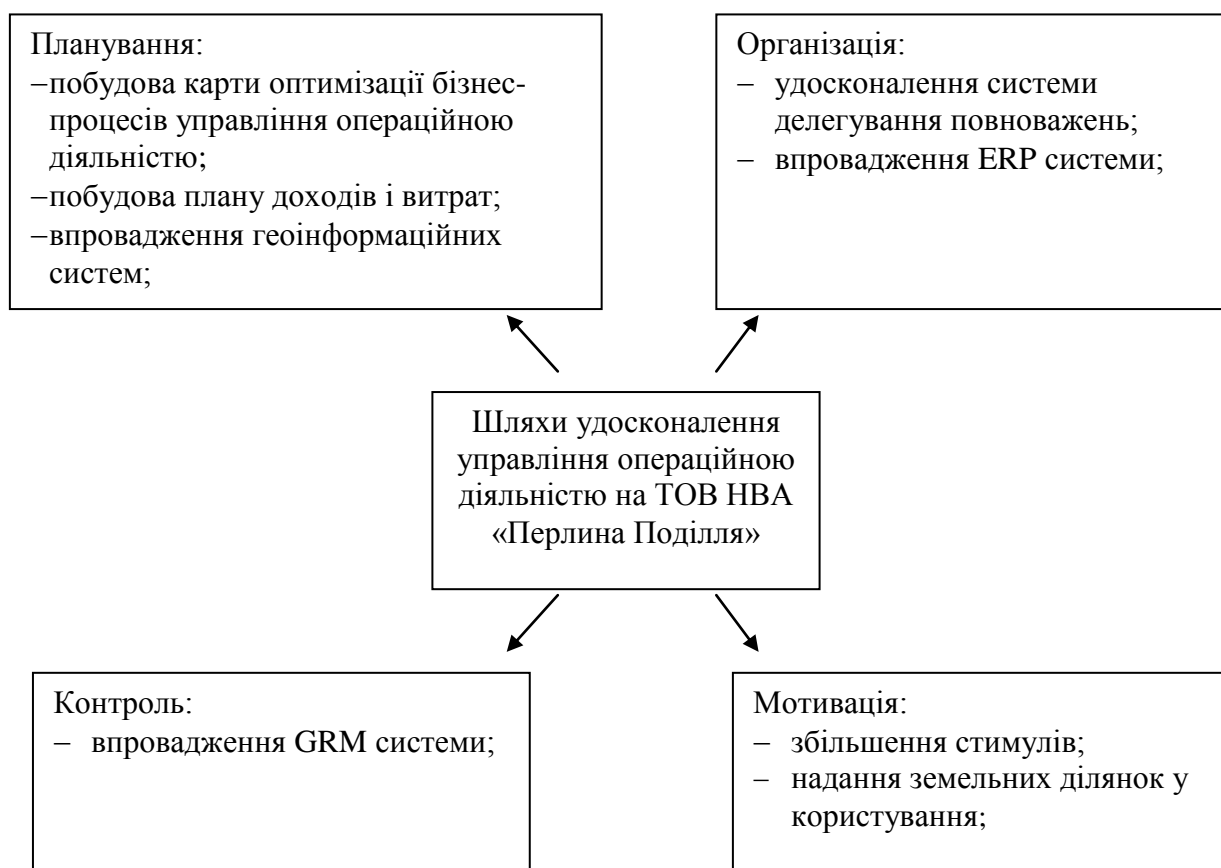 Планування:
–побудова карти оптимізації бізнес-
процесів управління операційною
діяльністю;
–побудова плану доходів і витрат;
–впровадження геоінформаційних
систем;
Організація:
– удосконалення системи
делегування повноважень;
– впровадження ERP системи;
Шляхи удосконалення
управління операційною
діяльністю на ТОВ НВА
«Перлина Поділля»
Контроль:
– впровадження GRM системи;
Мотивація:
– збільшення стимулів;
– надання земельних ділянок у
користування;